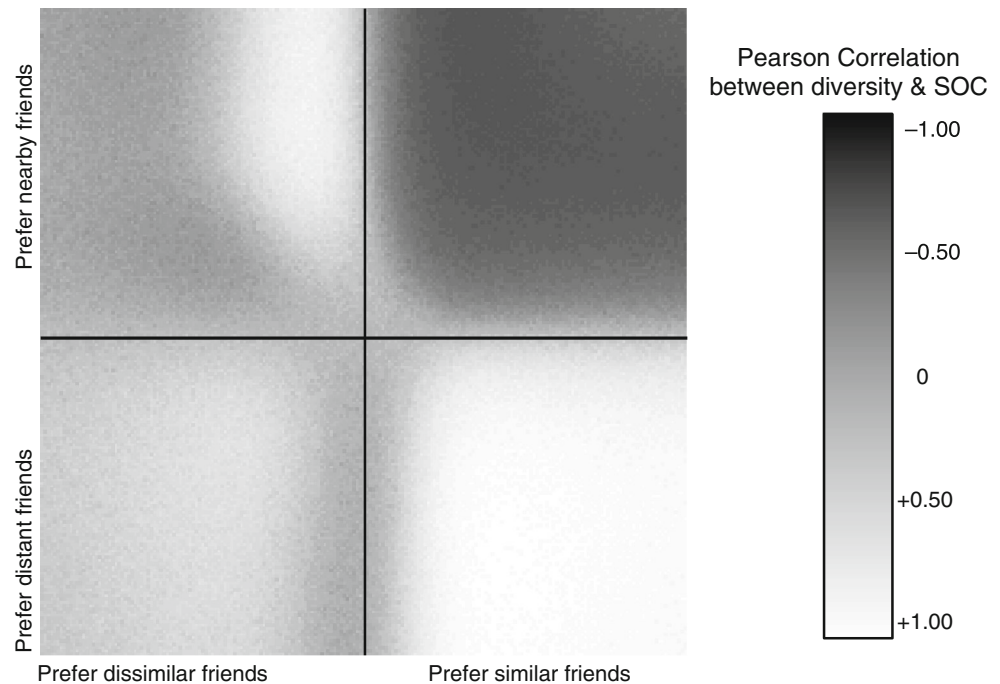 Prefer nearby friends
Prefer distant friends
Prefer dissimilar friends
Prefer similar friends
Pearson Correlation
between diversity & SOC
–1.00
–0.50
0
+0.50
+1.00